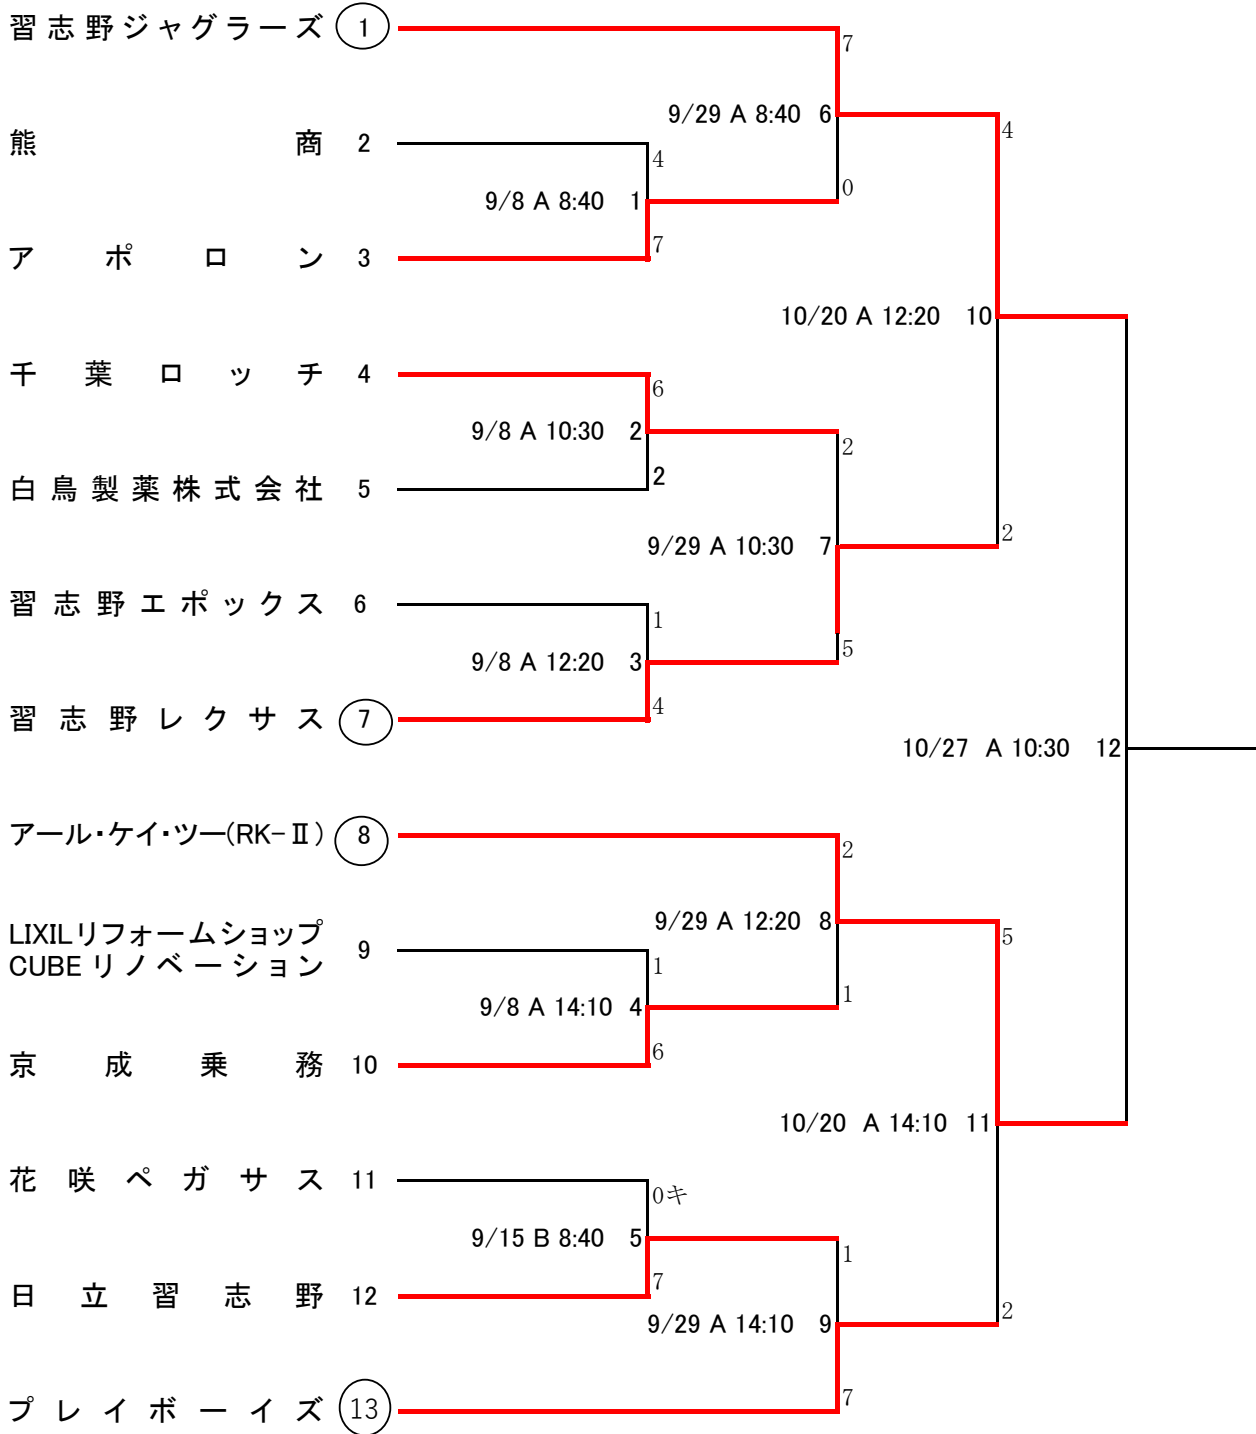 習志野ジャグラーズ 1
7
9/29 A 8:40 6
4
熊商 2
4
9/8 A 8:40 1
0
7
アポロン 3
10/20 A 12:20 10
千葉ロッチ 4
6
9/8 A 10:30 2
2
2
白鳥製薬株式会社 5
9/29 A 10:30 7
2
習志野エポックス 6
1
5
9/8 A 12:20 3
4
習志野レクサス 7
10/27 A 10:30 12
アール・ケイ・ツー(RK-Ⅱ) 8
2
9/29 A 12:20 8
5
LIXILリフォームショップ
CUBE リノベーション 9
1
1
9/8 A 14:10 4
6
京成乗務 10
10/20 A 14:10 11
花咲ペガサス 11
0キ
9/15 B 8:40 5
1
7
日立習志野 12
2
9/29 A 14:10 9
7
プレイボーイズ 13